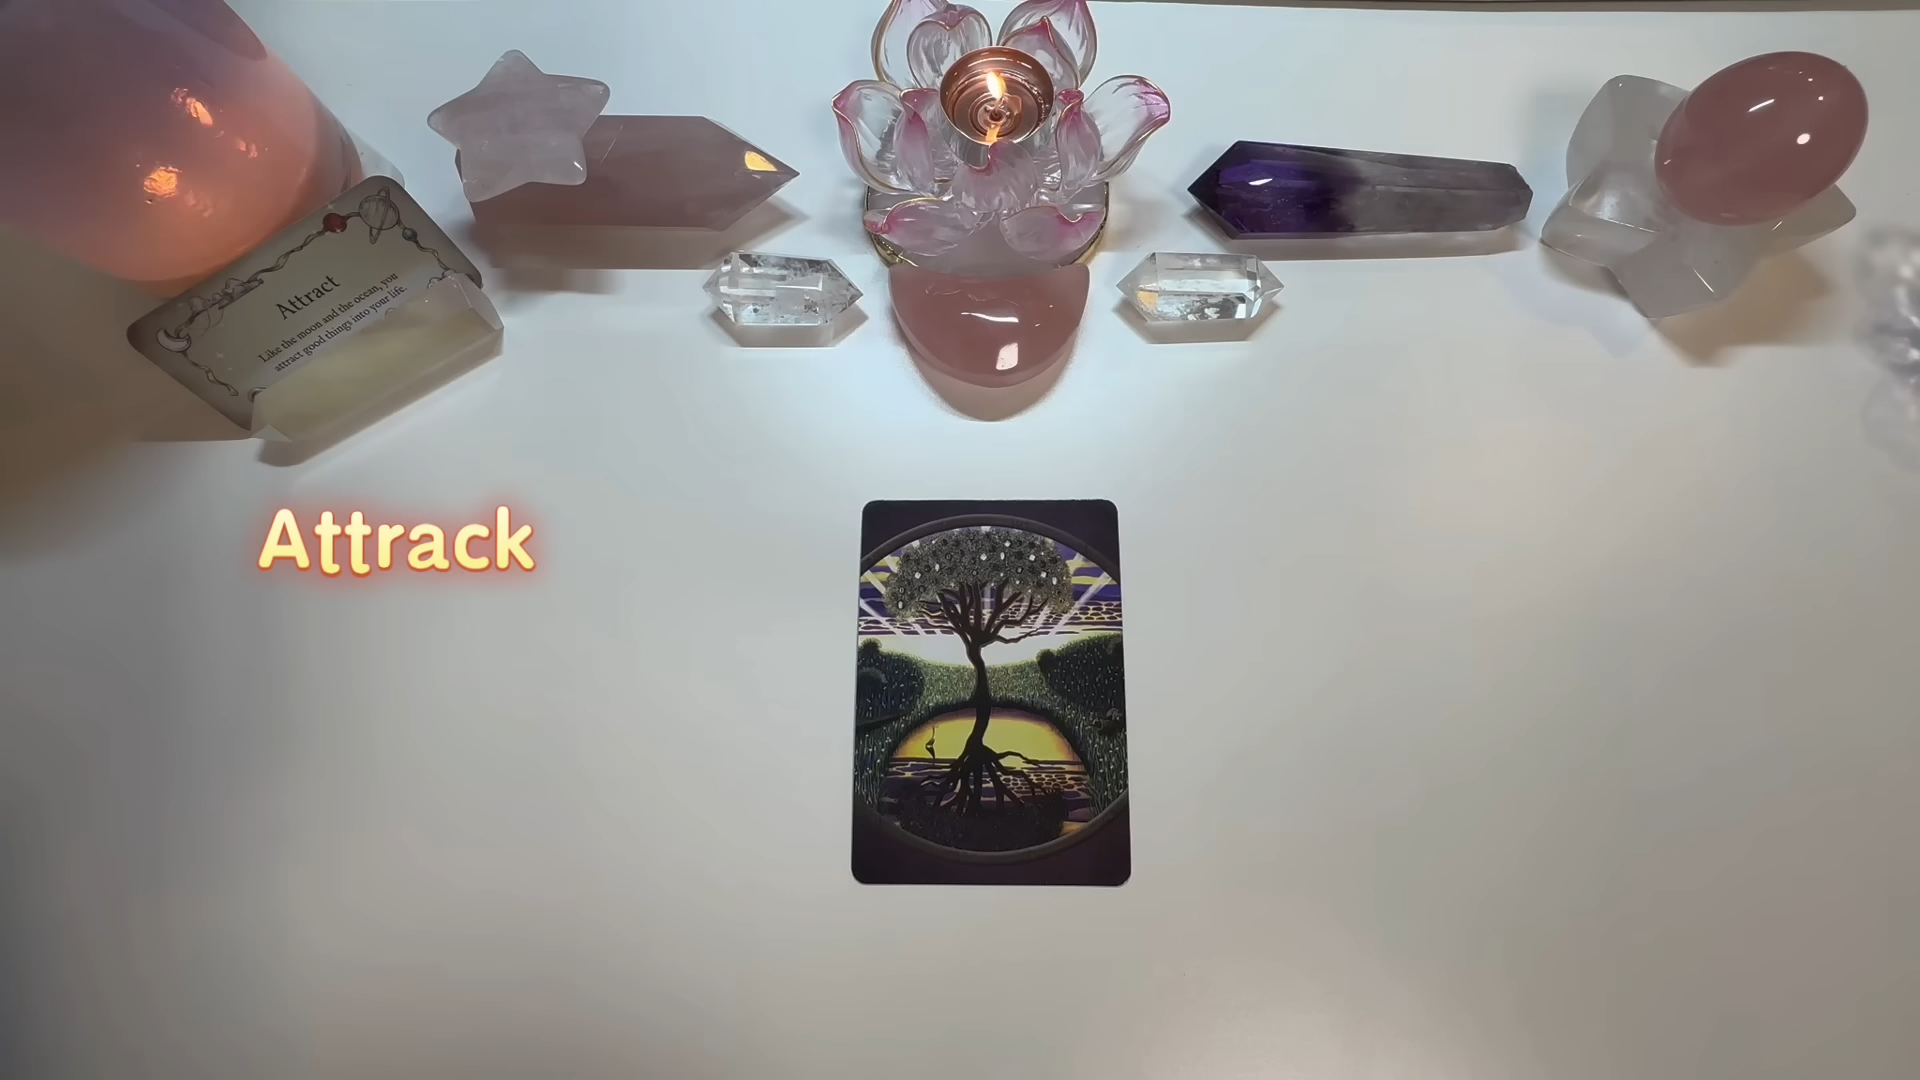 Attract
Like the moon and the ocean, you
attract good things into your life.
Attrack